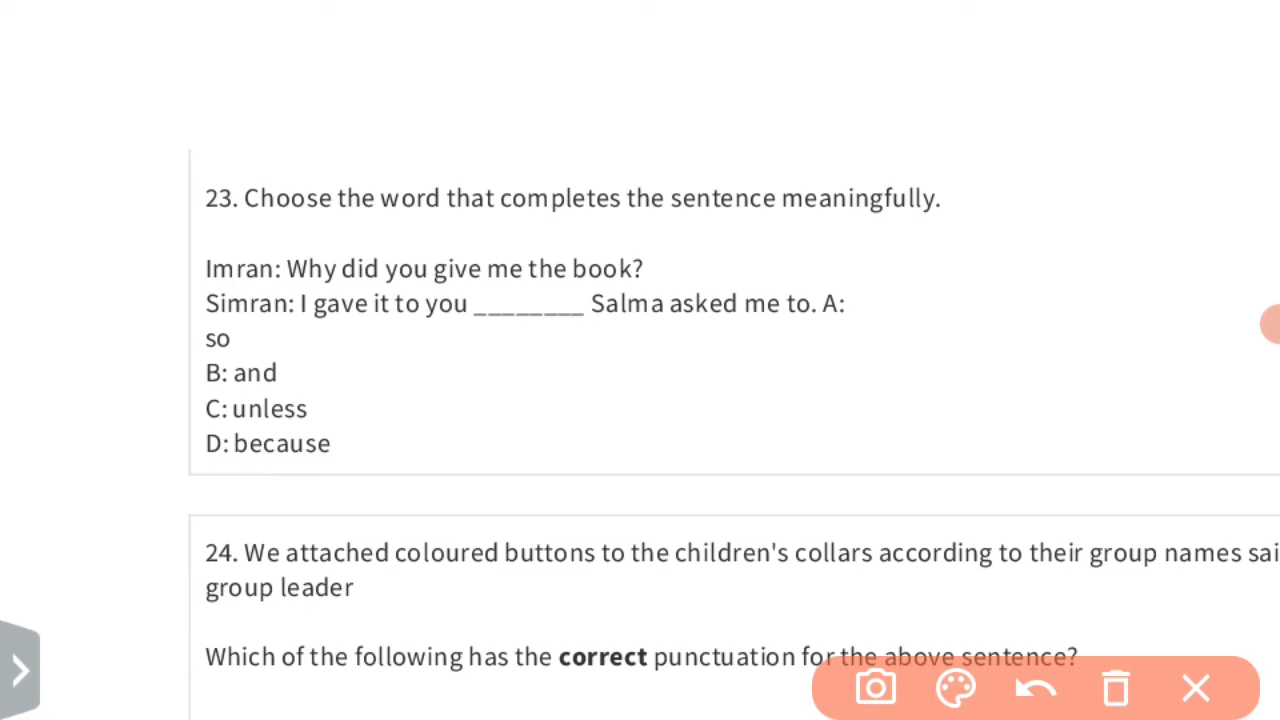 23. Choose the word that completes the sentence meaningfully.
Imran: Why did you give me the book?
Simran: I gave it to you ________ Salma asked me to. A:
so
B: and
C: unless
D: because
24. We attached coloured buttons to the children's collars according to their group names sai
group leader
Which of the following has the correct punctuation for the above sentence?